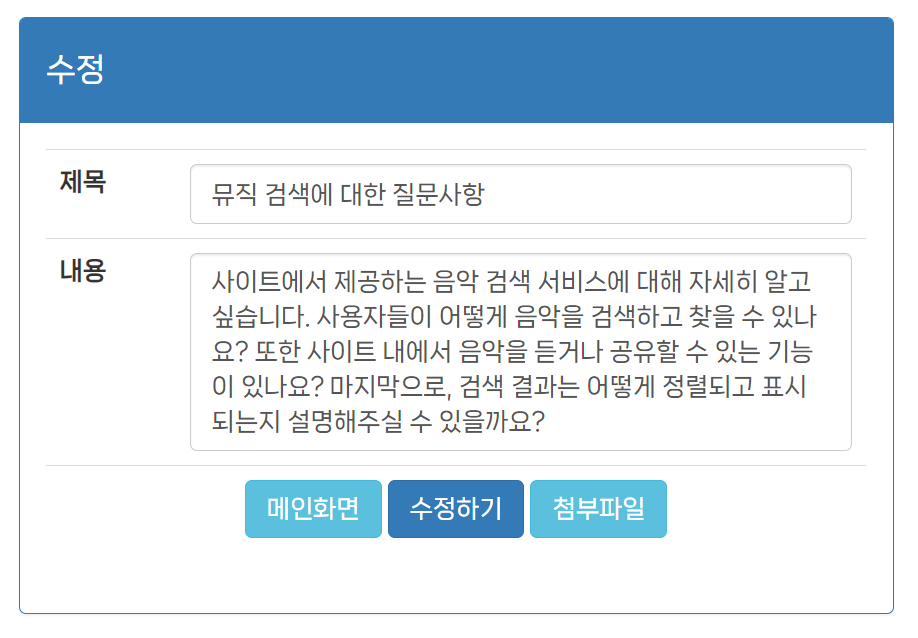 수정
제목
뮤직 검색에 대한 질문사항
내용
사이트에서 제공하는 음악 검색 서비스에 대해 자세히 알고
싶습니다. 사용자들이 어떻게 음악을 검색하고 찾을 수 있나
요? 또한 사이트 내에서 음악을 듣거나 공유할 수 있는 기능
이 있나요? 마지막으로, 검색 결과는 어떻게 정렬되고 표시
되는지 설명해주실 수 있을까요?
메인화면 수정하기 첨부파일